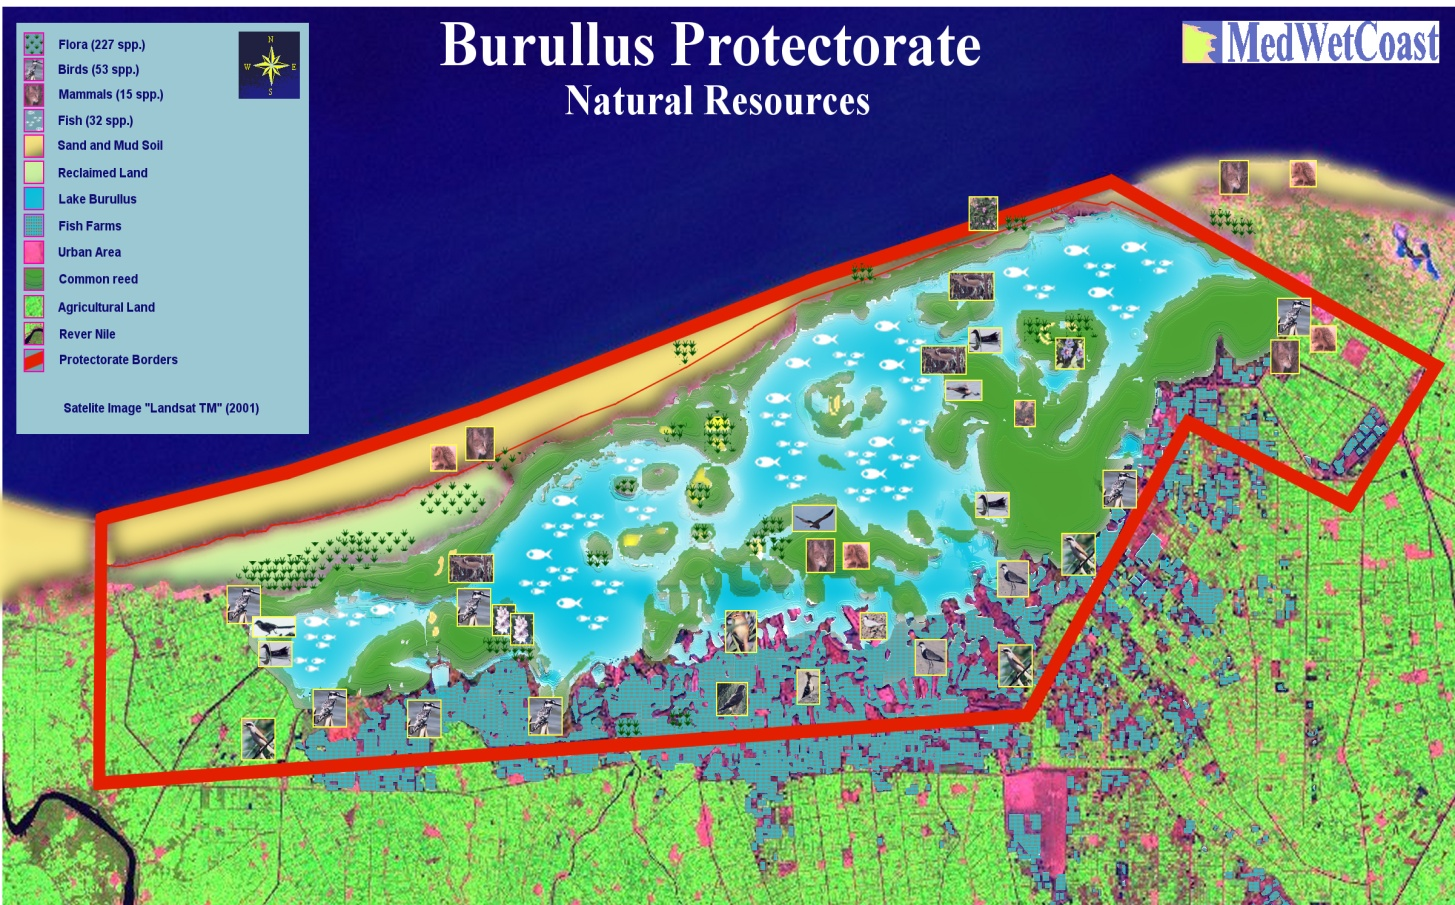 Burullus Protectorate
Natural Resources
MedWetCoast
N
W
E
S
Flora (227 spp.)
Birds (53 spp.)
Mammals (15 spp.)
Fish (32 spp.)
Sand and Mud Soil
Reclaimed Land
Lake Burullus
Fish Farms
Urban Area
Common reed
Agricultural Land
Rever Nile
Protectorate Borders
Satelite Image "Landsat TM" (2001)